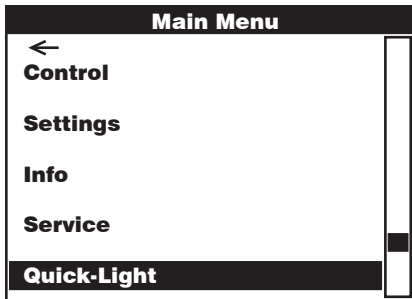 Main Menu
←
Control
Settings
Info
Service
Quick-Light